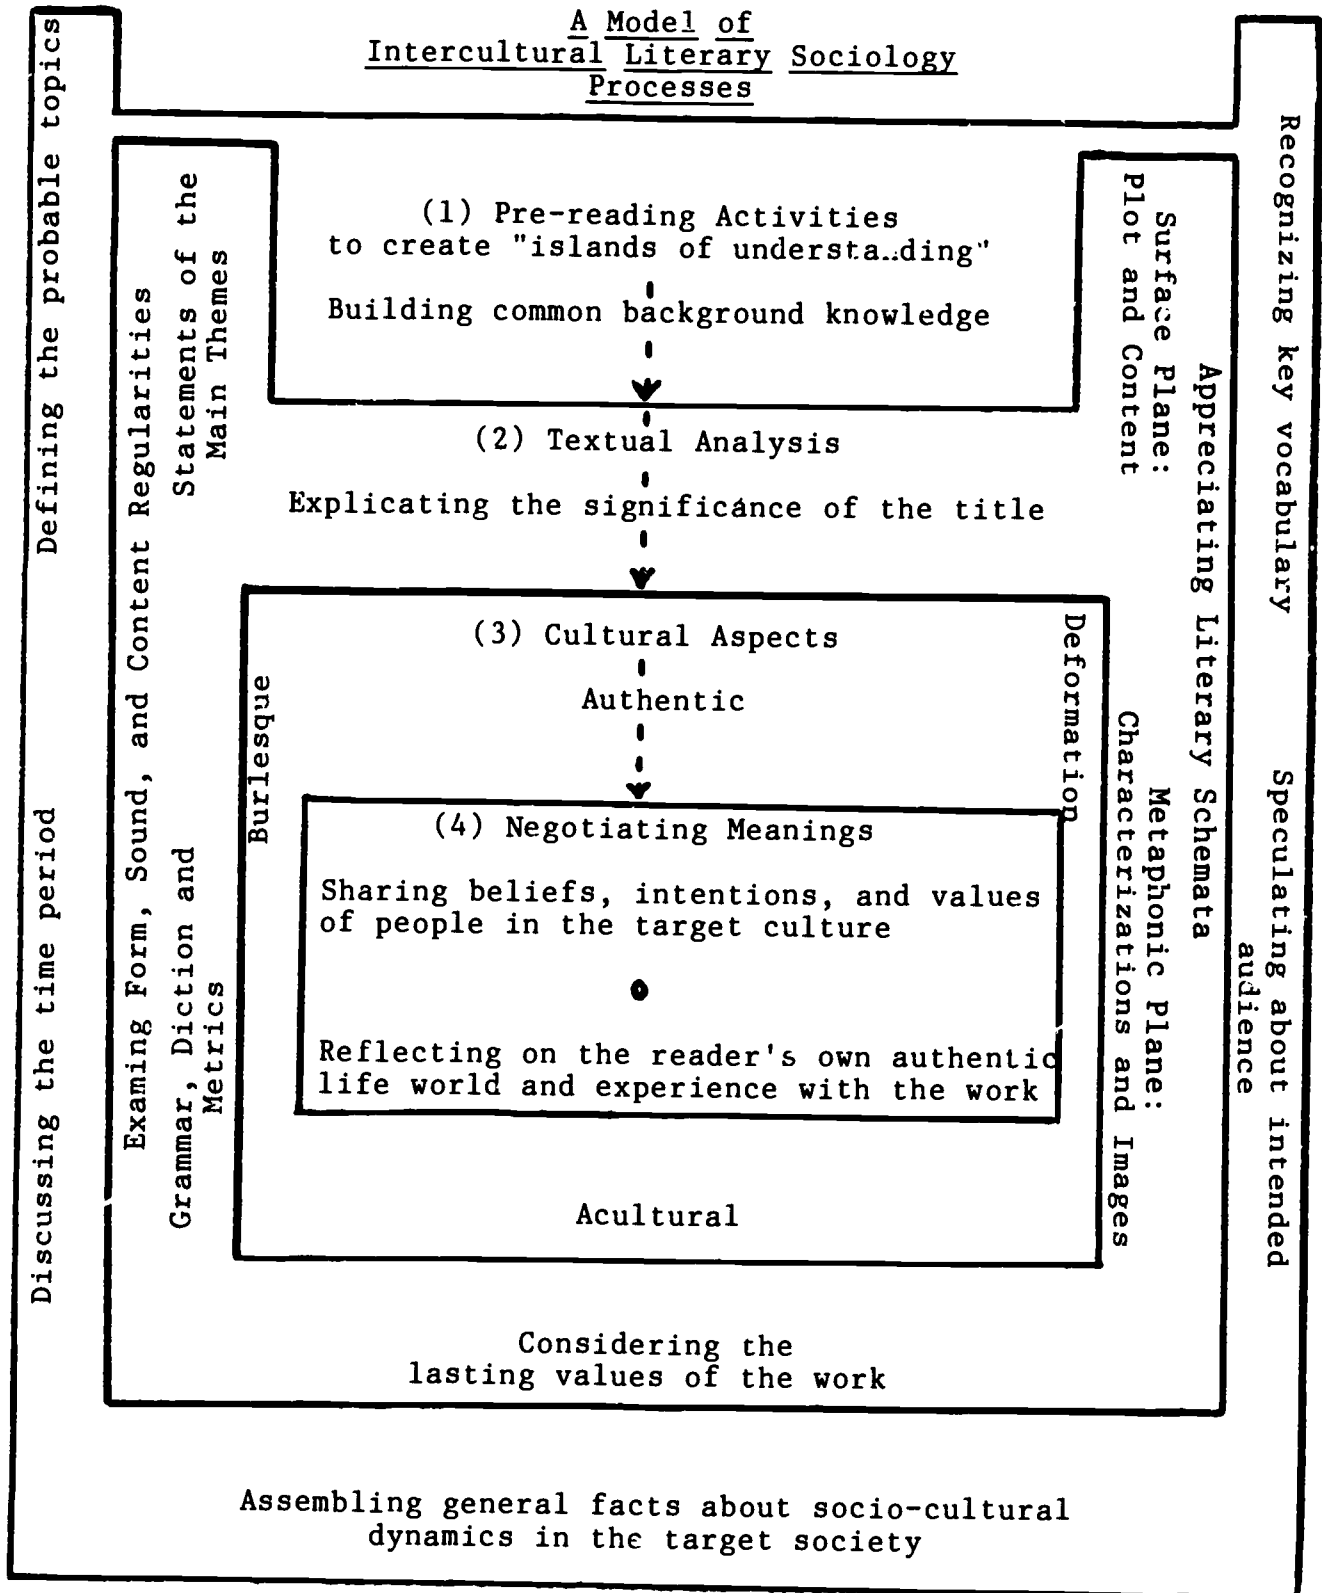 A Model of
Intercultural Literary Sociology
Processes
Defining the probable topics
Discussing the time period
Recognizing key vocabulary
Speculating about intended
audience
(1) Pre-reading Activities
to create "islands of understa..ding"
Building common background knowledge
Examing Form, Sound, and Content Regularities
Statements of the
Main Themes
Grammar, Diction and
Metrics
Appreciating Literary Schemata
Surface Plane:
Plot and Content
Metaphonic Plane:
Characterizations and Images
(2) Textual Analysis
Explicating the significance of the title
(3) Cultural Aspects
Authentic
Burlesque
Deformation
(4) Negotiating Meanings
Sharing beliefs, intentions, and values
of people in the target culture
Reflecting on the reader's own authentic
life world and experience with the work
Acultural
Considering the
lasting values of the work
Assembling general facts about socio-cultural
dynamics in the target society